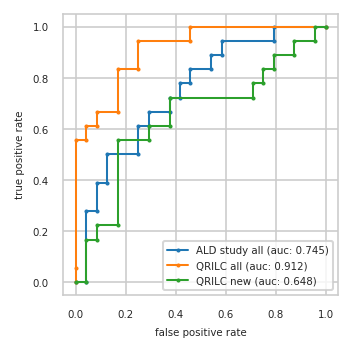 1.0
0.8
0.6
0.4
0.2
0.0
true positive rate
ALD study all (auc: 0.745)
QRILC all (auc: 0.912)
QRILC new (auc: 0.648)
0.0 0.2 0.4 0.6 0.8 1.0
false positive rate